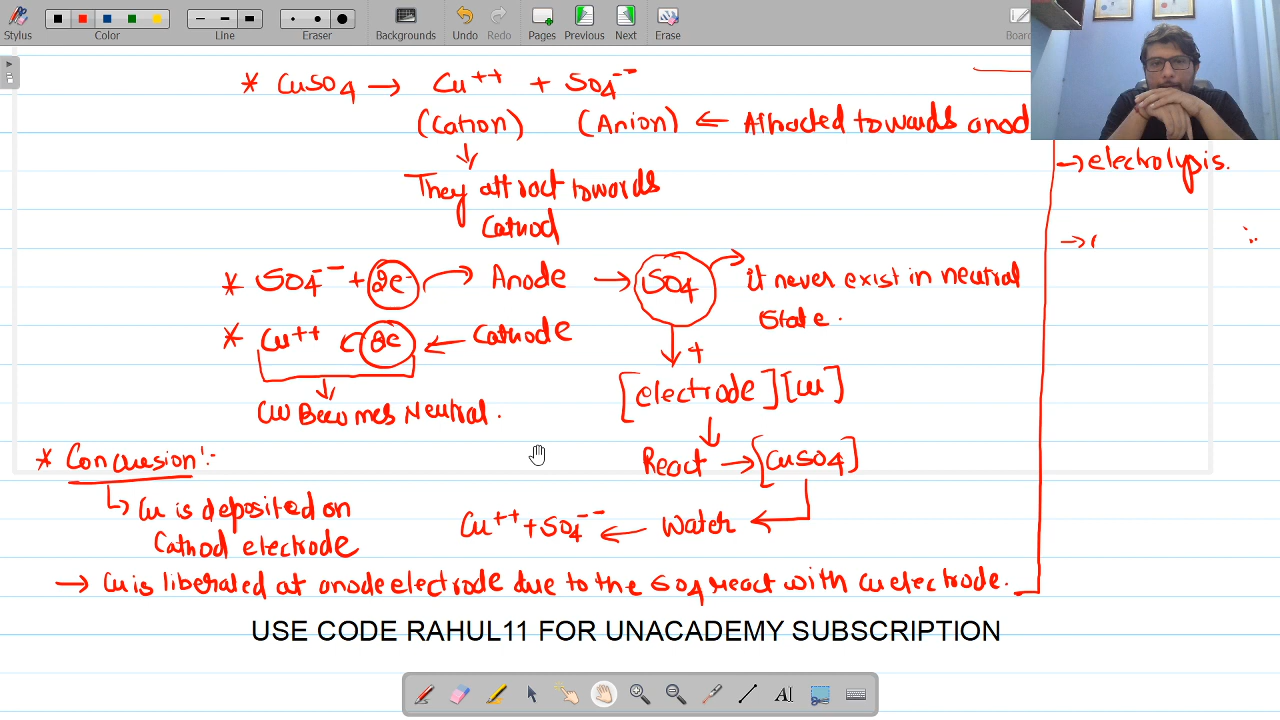 Stylus
Color
Line
Eraser
Backgrounds
Undo
Redo
Pages
Previous
Next
Erase
Board
* CuSO4 → Cu++ + SO4--
(Cation) (Anion) ← Attracted towards anod
→ electrolysis.
They attract towards
Cathod
* SO4-- + 2e- → Anode → SO4 → it never exist in neutral
State.
* Cu++ 2e ← Cathode
+
[electrode][Cu]
Cu Becomes Neutral.
* Conclusion:-
React → [CuSO4]
Cu is deposited on
Cathod electrode
Cu++ + SO4-- ← Water ←
→ Cu is liberated at anode electrode due to the SO4 react with Cu electrode.
USE CODE RAHUL11 FOR UNACADEMY SUBSCRIPTION